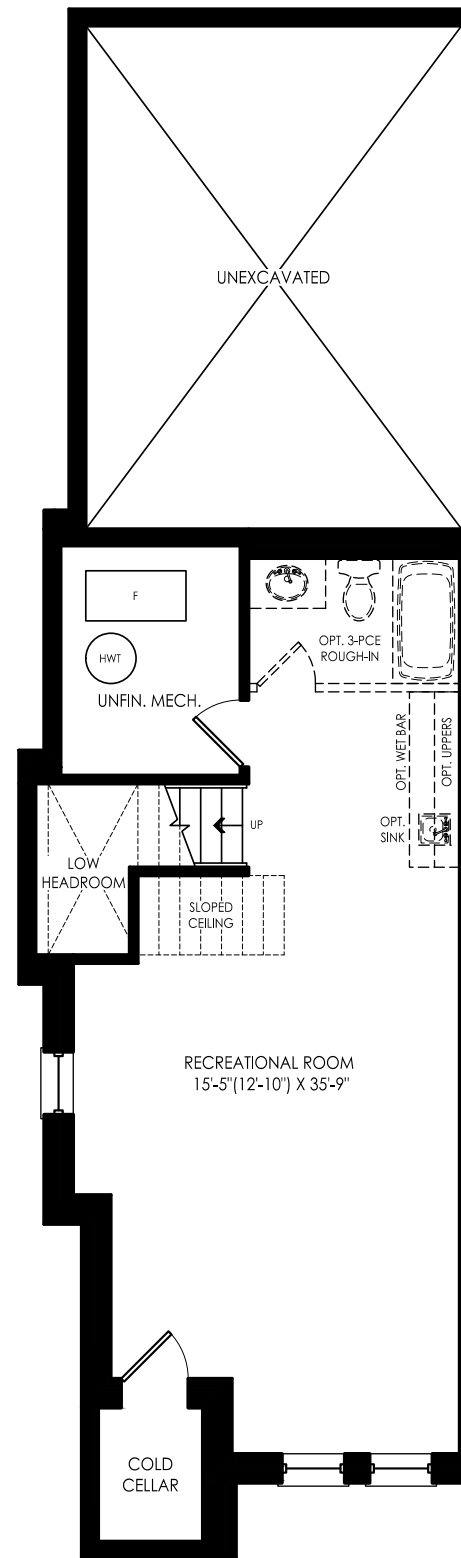 UNEXCAVATED
F
HWT
UNFIN. MECH.
OPT. 3-PCE
ROUGH-IN
OPT. WET BAR
OPT. UPPERS
OPT.
SINK
UP
LOW
HEADROOM
SLOPED
CEILING
RECREATIONAL ROOM
15'-5"(12'-10") X 35'-9"
COLD
CELLAR